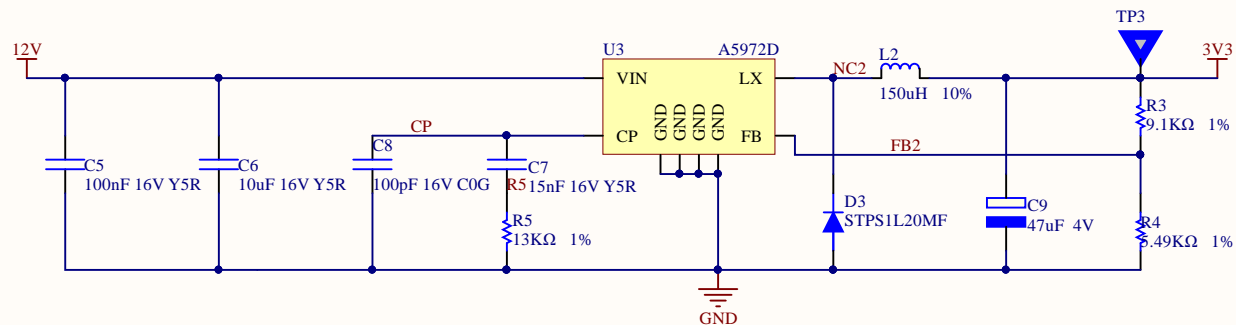 TP3
12V
U3
A5972D
L2
NC2
3V3
VIN
LX
150uH 10%
R3
9.1KΩ 1%
GND
GND
GND
GND
CP
CP
FB
FB2
C8
C5
100nF 16V Y5R
C6
10uF 16V Y5R
100pF 16V C0G
C7
R5
15nF 16V Y5R
R5
13KΩ 1%
D3
STPS1L20MF
C9
47uF 4V
R4
5.49KΩ 1%
GND